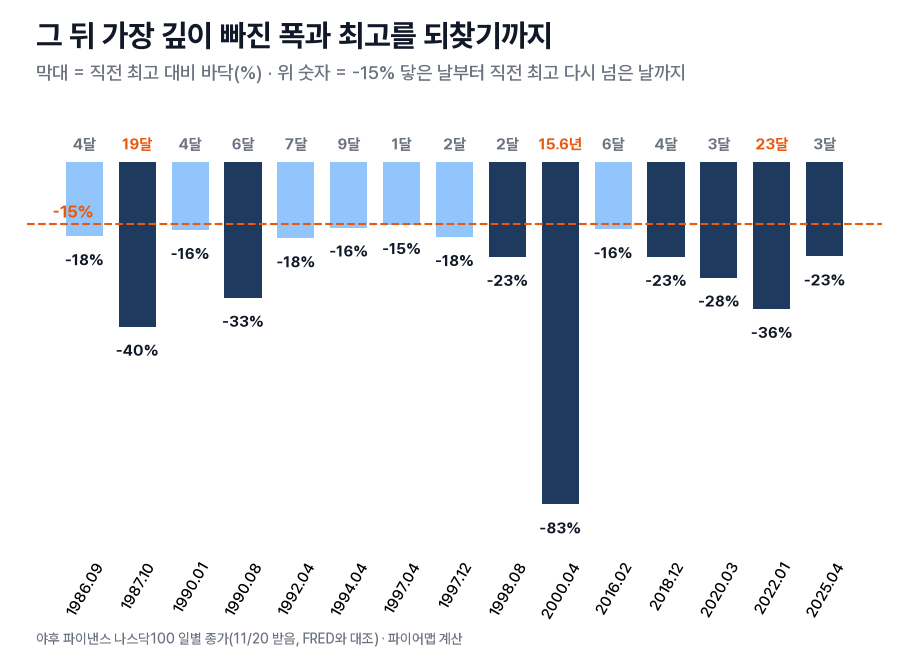 그 뒤 가장 깊이 빠진 폭과 최고를 되찾기까지
막대 = 직전 최고 대비 바닥(%) · 위 숫자 = -15% 닿은 날부터 직전 최고 다시 넘은 날까지
4달 19달 4달 6달 7달 9달 1달 2달 2달 15.6년 6달 4달 3달 23달 3달
-15%
-18% -40% -16% -33% -18% -16% -15% -18% -23% -83% -16% -23% -28% -36% -23%
1986.09 1987.10 1990.01 1990.08 1992.04 1994.04 1997.04 1997.12 1998.08 2000.04 2016.02 2018.12 2020.03 2022.01 2025.04
야후 파이낸스 나스닥100 일별 종가(11/20 받음, FRED와 대조) · 파이어맵 계산